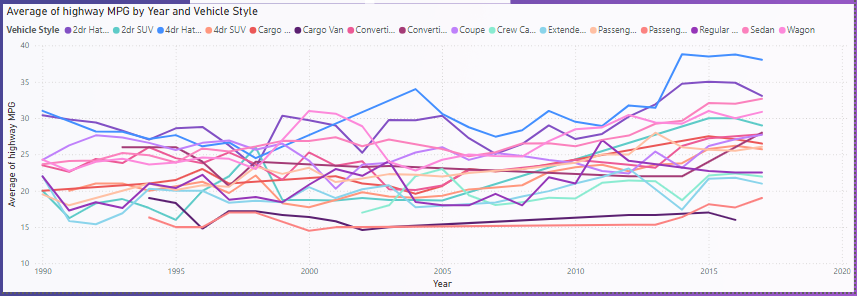 Average of highway MPG by Year and Vehicle Style
Vehicle Style 2dr Hat... 2dr SUV 4dr Hat... 4dr SUV Cargo ... Cargo Van Converti... Converti... Coupe Crew Ca... Extende... Passeng... Passeng... Regular ... Sedan Wagon
40
35
30
25
20
15
10
Average of highway MPG
1990 1995 2000 2005 2010 2015 2020
Year